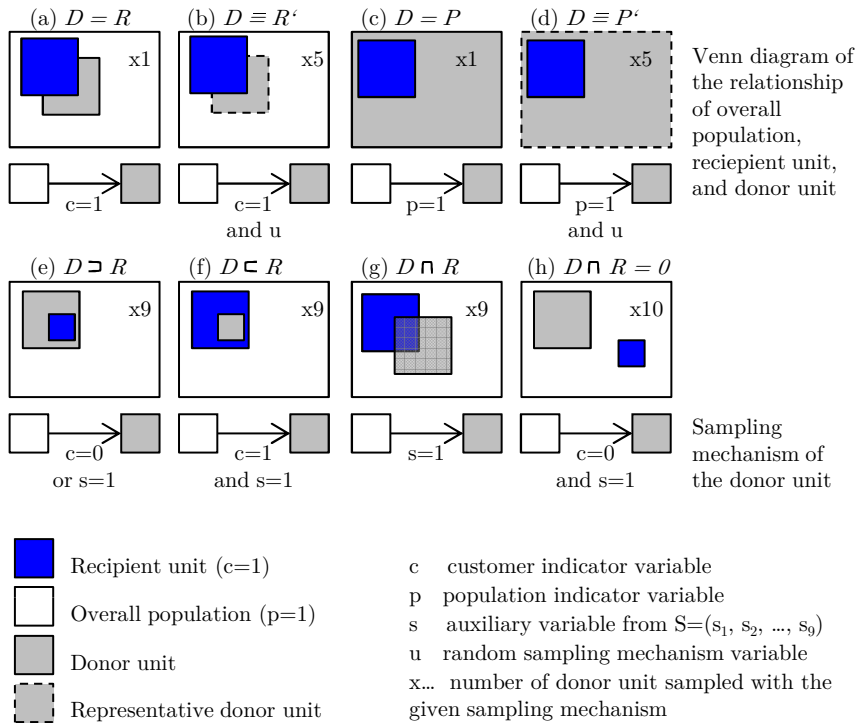 (a) D = R (b) D ≡ R‘ (c) D = P (d) D ≡ P‘
x1 x5 x1 x5
Venn diagram of
the relationship
of overall
population,
reciepient unit,
and donor unit
c=1 c=1 p=1 p=1
and u and u
(e) D ⊐ R (f) D ⊏ R (g) D ⊓ R (h) D ⊓ R = 0
x9 x9 x9 x10
Sampling
mechanism of
the donor unit
c=0 c=1 s=1 c=0
or s=1 and s=1 and s=1
Recipient unit (c=1)
Overall population (p=1)
Donor unit
Representative donor unit
c customer indicator variable
p population indicator variable
s auxiliary variable from S=(s₁, s₂, ..., s₉)
u random sampling mechanism variable
x... number of donor unit sampled with the
given sampling mechanism